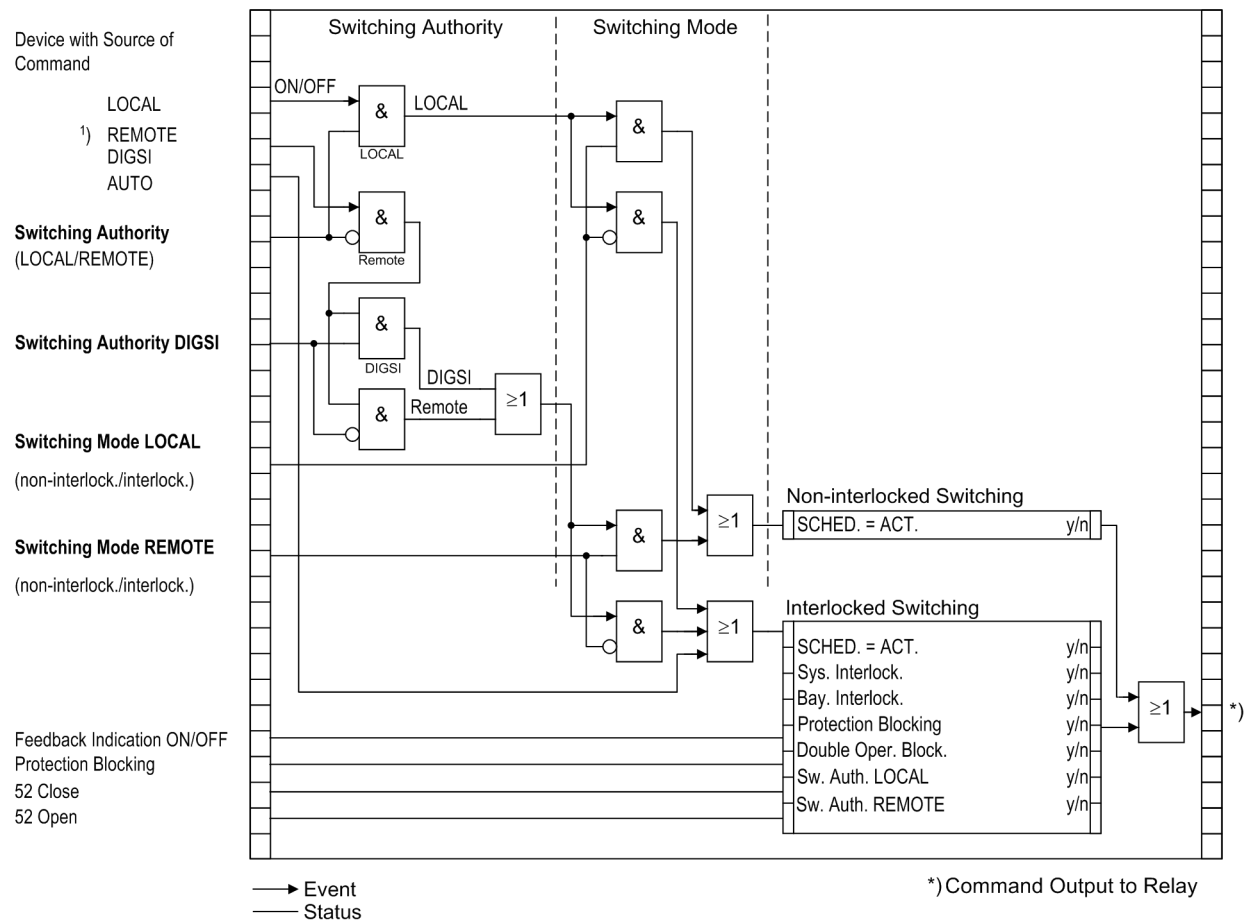 Switching Authority
Switching Mode
Device with Source of
Command
ON/OFF
LOCAL
&
LOCAL
&
LOCAL
1) REMOTE
DIGSI
AUTO
Switching Authority
(LOCAL/REMOTE)
&
Remote
&
Switching Authority DIGSI
&
DIGSI
DIGSI
≥1
&
Remote
Switching Mode LOCAL
(non-interlock./interlock.)
Switching Mode REMOTE
(non-interlock./interlock.)
&
≥1
Non-interlocked Switching
SCHED. = ACT. y/n
&
≥1
Interlocked Switching
SCHED. = ACT. y/n
Sys. Interlock. y/n
Bay. Interlock. y/n
Protection Blocking y/n
Double Oper. Block. y/n
Sw. Auth. LOCAL y/n
Sw. Auth. REMOTE y/n
≥1
*)
Feedback Indication ON/OFF
Protection Blocking
52 Close
52 Open
Event
Status
*) Command Output to Relay